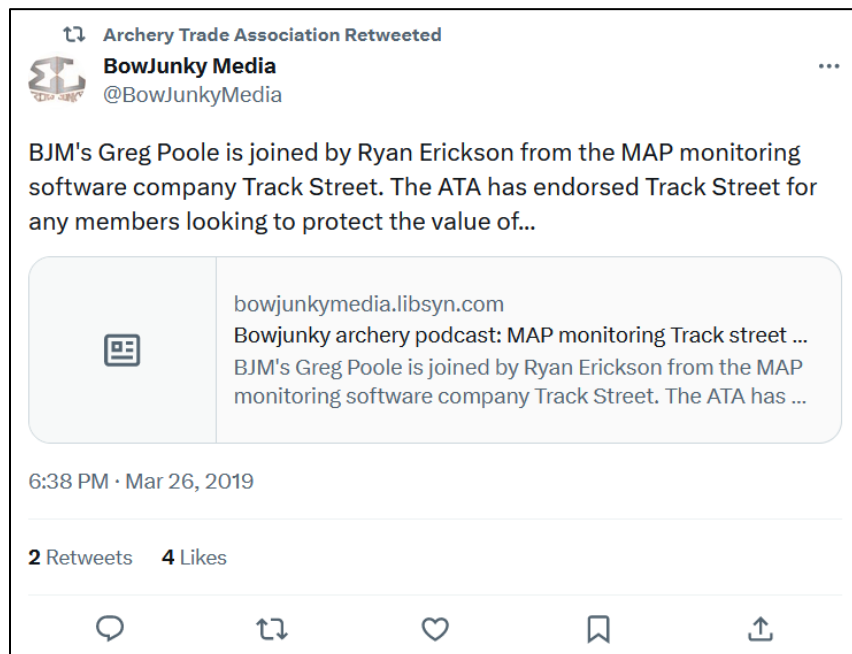 Archery Trade Association Retweeted
BowJunky Media
@BowJunkyMedia
BJM's Greg Poole is joined by Ryan Erickson from the MAP monitoring
software company Track Street. The ATA has endorsed Track Street for
any members looking to protect the value of...
bowjunkymedia.libsyn.com
Bowjunky archery podcast: MAP monitoring Track street ...
BJM's Greg Poole is joined by Ryan Erickson from the MAP
monitoring software company Track Street. The ATA has ...
6:38 PM · Mar 26, 2019
2 Retweets 4 Likes